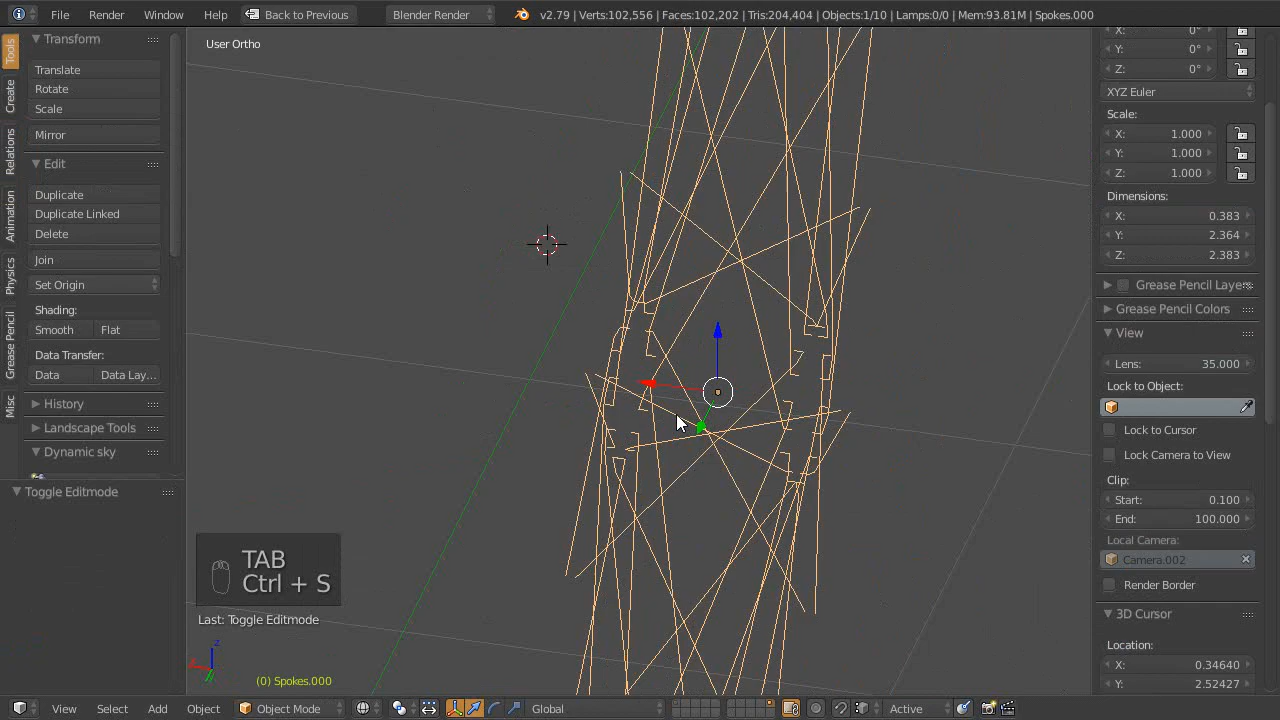 File Render Window Help Back to Previous Blender Render v2.79 | Verts:102,556 | Faces:102,202 | Tris:204,404 | Objects:1/10 | Lamps:0/0 | Mem:93.81M | Spokes.000
Tools
Create
Relations
Animation
Physics
Grease Pencil
Misc
Transform
Translate
Rotate
Scale
Mirror
Edit
Duplicate
Duplicate Linked
Delete
Join
Set Origin
Shading:
Smooth Flat
Data Transfer:
Data Data Lay...
History
Landscape Tools
Dynamic sky
Toggle Editmode
User Ortho
TAB
Ctrl + S
Last: Toggle Editmode
z
x
(0) Spokes.000
X: 0°
Y: 0°
Z: 0°
XYZ Euler
Scale:
X: 1.000
Y: 1.000
Z: 1.000
Dimensions:
X: 0.383
Y: 2.364
Z: 2.383
Grease Pencil Laye
Grease Pencil Colors
View
Lens: 35.000
Lock to Object:
Lock to Cursor
Lock Camera to View
Clip:
Start: 0.100
End: 100.000
Local Camera:
Camera.002
Render Border
3D Cursor
Location:
X: 0.34640
Y: 2.52427
View Select Add Object Object Mode Global Active